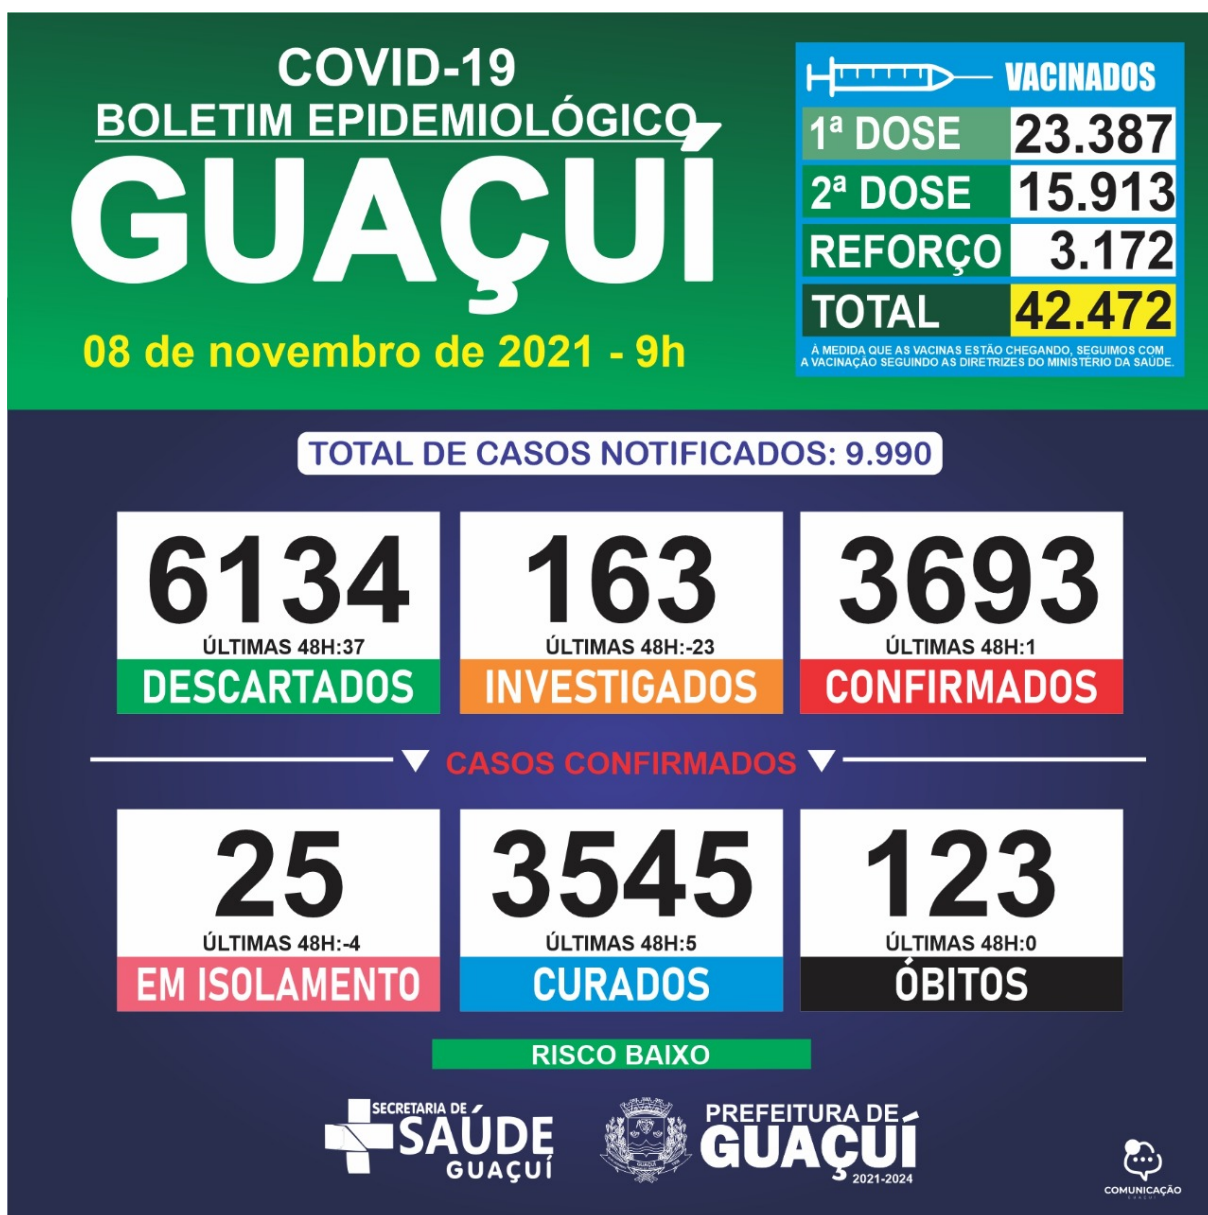 COVID-19
BOLETIM EPIDEMIOLÓGICO
GUAÇUÍ
08 de novembro de 2021 - 9h
VACINADOS
1ª DOSE 23.387
2ª DOSE 15.913
REFORÇO 3.172
TOTAL 42.472
À MEDIDA QUE AS VACINAS ESTÃO CHEGANDO, SEGUIMOS COM
A VACINAÇÃO SEGUINDO AS DIRETRIZES DO MINISTÉRIO DA SAÚDE.
TOTAL DE CASOS NOTIFICADOS: 9.990
6134
ÚLTIMAS 48H:37
DESCARTADOS
163
ÚLTIMAS 48H:-23
INVESTIGADOS
3693
ÚLTIMAS 48H:1
CONFIRMADOS
CASOS CONFIRMADOS
25
ÚLTIMAS 48H:-4
EM ISOLAMENTO
3545
ÚLTIMAS 48H:5
CURADOS
123
ÚLTIMAS 48H:0
ÓBITOS
RISCO BAIXO
SECRETARIA DE
SAÚDE
GUAÇUÍ
PREFEITURA DE
GUAÇUÍ
2021-2024
COMUNICAÇÃO